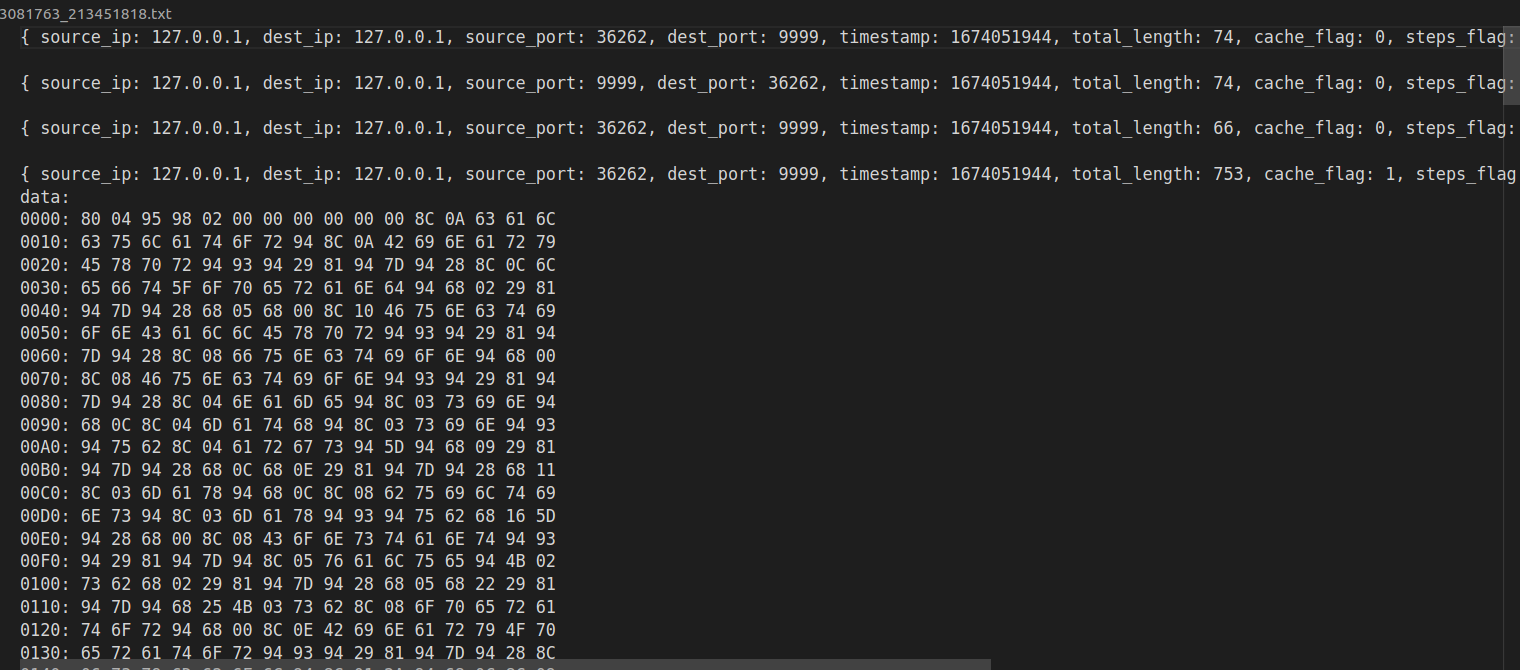 3081763_213451818.txt
{ source_ip: 127.0.0.1, dest_ip: 127.0.0.1, source_port: 36262, dest_port: 9999, timestamp: 1674051944, total_length: 74, cache_flag: 0, steps_flag:
{ source_ip: 127.0.0.1, dest_ip: 127.0.0.1, source_port: 9999, dest_port: 36262, timestamp: 1674051944, total_length: 74, cache_flag: 0, steps_flag:
{ source_ip: 127.0.0.1, dest_ip: 127.0.0.1, source_port: 36262, dest_port: 9999, timestamp: 1674051944, total_length: 66, cache_flag: 0, steps_flag:
{ source_ip: 127.0.0.1, dest_ip: 127.0.0.1, source_port: 36262, dest_port: 9999, timestamp: 1674051944, total_length: 753, cache_flag: 1, steps_flag
data:
0000: 80 04 95 98 02 00 00 00 00 00 00 8C 0A 63 61 6C
0010: 63 75 6C 61 74 6F 72 94 8C 0A 42 69 6E 61 72 79
0020: 45 78 70 72 94 93 94 29 81 94 7D 94 28 8C 0C 6C
0030: 65 66 74 5F 6F 70 65 72 61 6E 64 94 68 02 29 81
0040: 94 7D 94 28 68 05 68 00 8C 10 46 75 6E 63 74 69
0050: 6F 6E 43 61 6C 6C 45 78 70 72 94 93 94 29 81 94
0060: 7D 94 28 8C 08 66 75 6E 63 74 69 6F 6E 94 68 00
0070: 8C 08 46 75 6E 63 74 69 6F 6E 94 93 94 29 81 94
0080: 7D 94 28 8C 04 6E 61 6D 65 94 8C 03 73 69 6E 94
0090: 68 0C 8C 04 6D 61 74 68 94 8C 03 73 69 6E 94 93
00A0: 94 75 62 8C 04 61 72 67 73 94 5D 94 68 09 29 81
00B0: 94 7D 94 28 68 0C 68 0E 29 81 94 7D 94 28 68 11
00C0: 8C 03 6D 61 78 94 68 0C 8C 08 62 75 69 6C 74 69
00D0: 6E 73 94 8C 03 6D 61 78 94 93 94 75 62 68 16 5D
00E0: 94 28 68 00 8C 08 43 6F 6E 73 74 61 6E 74 94 93
00F0: 94 29 81 94 7D 94 8C 05 76 61 6C 75 65 94 4B 02
0100: 73 62 68 02 29 81 94 7D 94 28 68 05 68 22 29 81
0110: 94 7D 94 68 25 4B 03 73 62 8C 08 6F 70 65 72 61
0120: 74 6F 72 94 68 00 8C 0E 42 69 6E 61 72 79 4F 70
0130: 65 72 61 74 6F 72 94 93 94 29 81 94 7D 94 28 8C